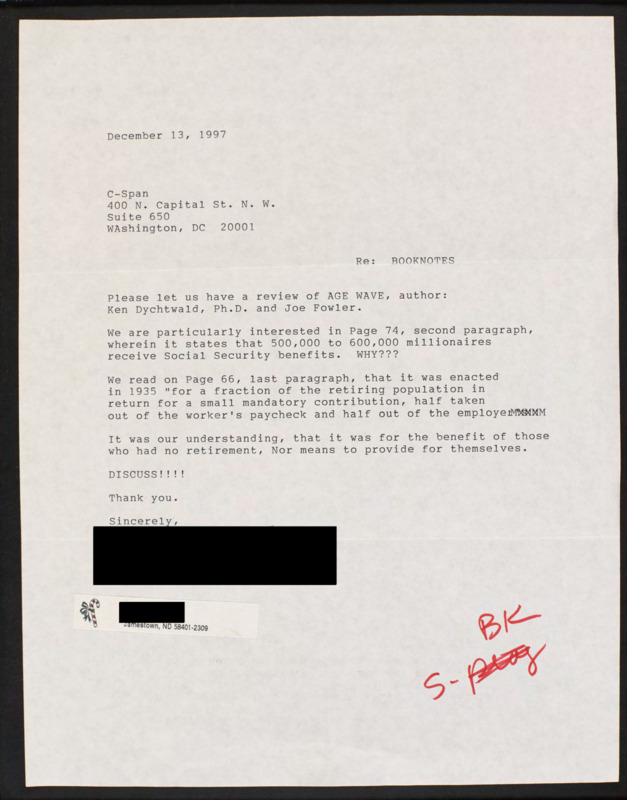 December 13, 1997
C-Span
400 N. Capital St. N. W.
Suite 650
WAshington, DC 20001
Re: BOOKNOTES
Please let us have a review of AGE WAVE, author:
Ken Dychtwald, Ph.D. and Joe Fowler.
We are particularly interested in Page 74, second paragraph,
wherein it states that 500,000 to 600,000 millionaires
receive Social Security benefits. WHY???
We read on Page 66, last paragraph, that it was enacted
in 1935 "for a fraction of the retiring population in
return for a small mandatory contribution, half taken
out of the worker's paycheck and half out of the employer
It was our understanding, that it was for the benefit of those
who had no retirement, Nor means to provide for themselves.
DISCUSS!!!!
Thank you.
Sincerely,
Jamestown, ND 58401-2309
BK
S-